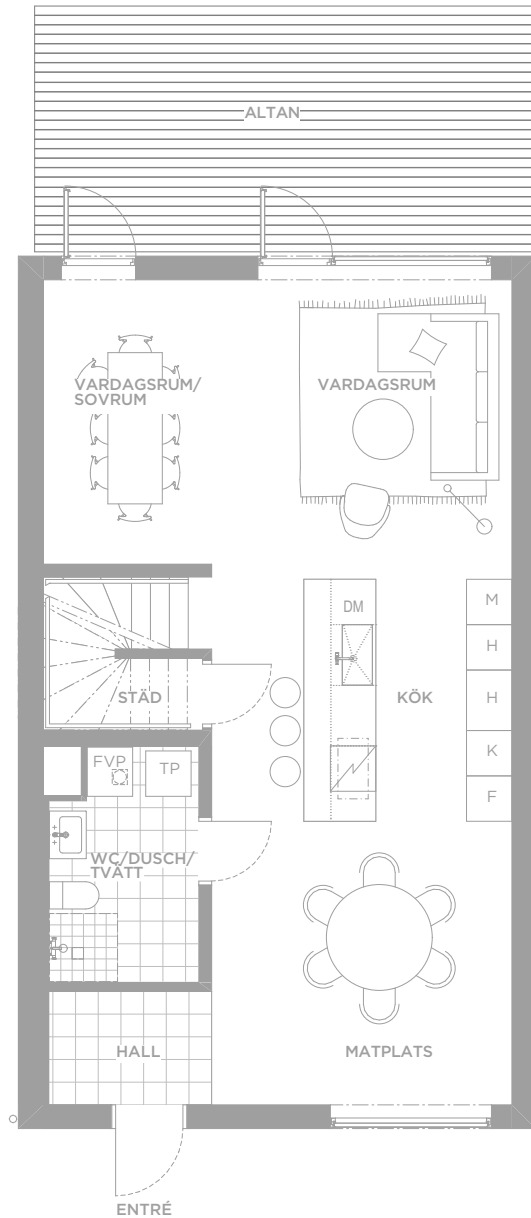 ALTAN
VARDAGSRUM/
SOVRUM
VARDAGSRUM
DM
M
H
STÄD
KÖK
H
FVP
TP
K
F
WC/DUSCH/
TVÄTT
HALL
MATPLATS
ENTRÉ